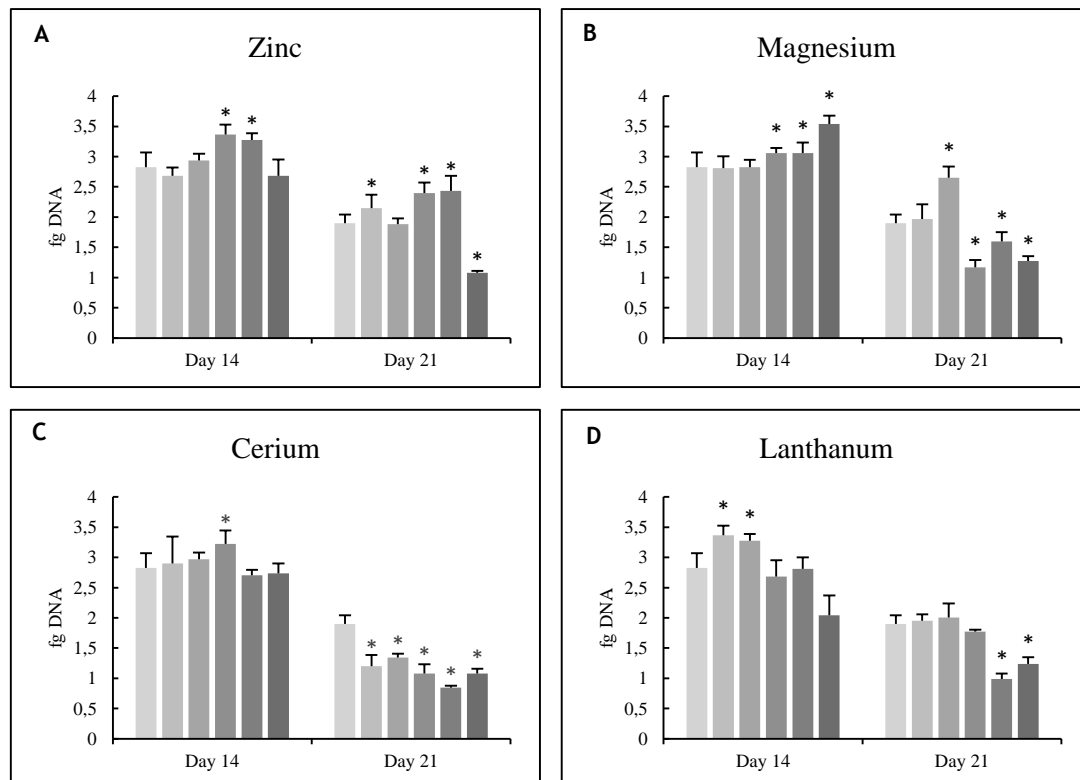 A
Zinc
4
3,5
3
2,5
2
1,5
1
0,5
0
fg DNA
* * * * * *
Day 14 Day 21
B
Magnesium
4
3,5
3
2,5
2
1,5
1
0,5
0
fg DNA
* * * * * * *
Day 14 Day 21
C
Cerium
4
3,5
3
2,5
2
1,5
1
0,5
0
fg DNA
* * * * * *
Day 14 Day 21
D
Lanthanum
4
3,5
3
2,5
2
1,5
1
0,5
0
fg DNA
* * * *
Day 14 Day 21